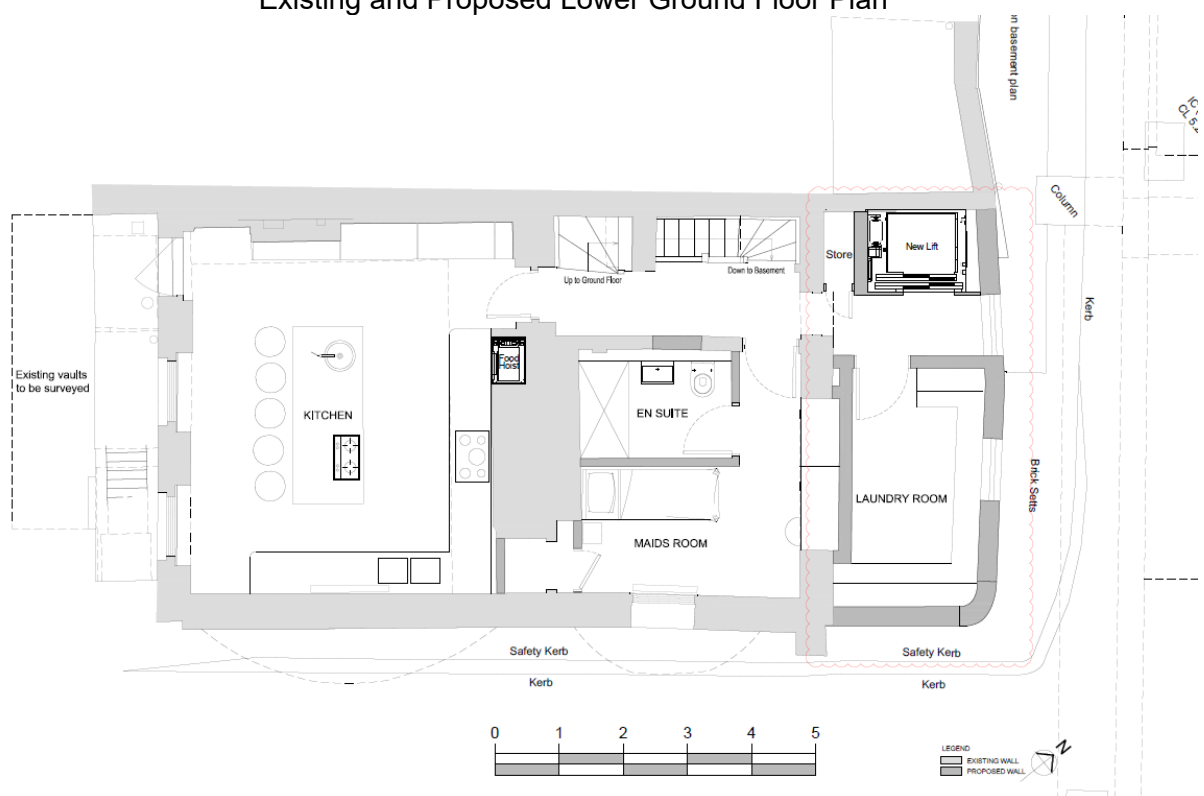 Existing and Proposed Lower Ground Floor Plan
on basement plan
Column
New Lift
Store
Up to Ground Floor
Down to Basement
Kerb
Existing vaults
to be surveyed
Food
Hoist
KITCHEN
EN SUITE
Brick Setts
LAUNDRY ROOM
MAIDS ROOM
Safety Kerb
Safety Kerb
Kerb
Kerb
0 1 2 3 4 5
LEGEND
EXISTING WALL
PROPOSED WALL
N